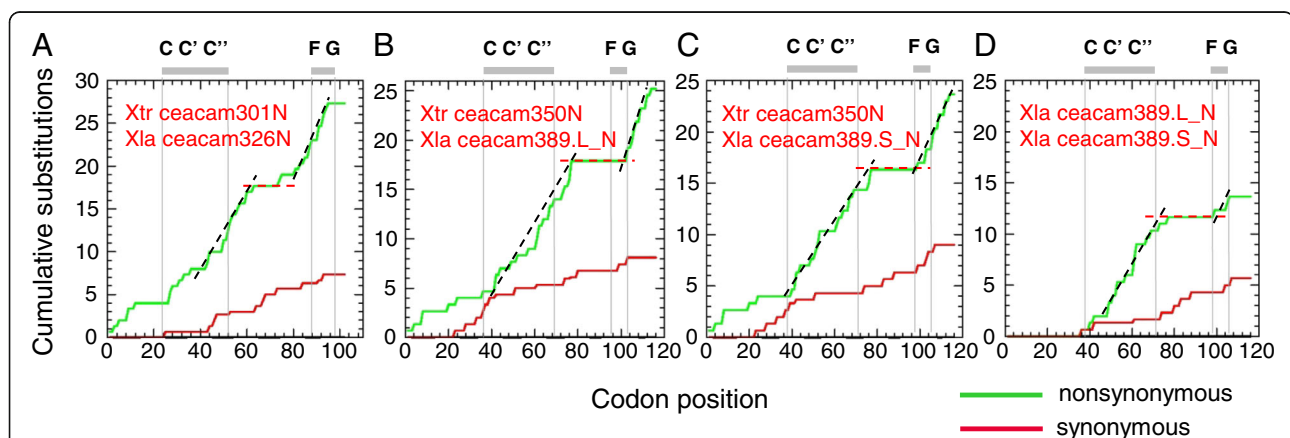 A
C C' C''
F G
B
C C' C''
F G
C
C C' C''
F G
D
C C' C''
F G
Cumulative substitutions
30
25
20
15
10
5
0
Xtr ceacam301N
Xla ceacam326N
0 20 40 60 80 100
25
20
15
10
5
0
Xtr ceacam350N
Xla ceacam389.L_N
0 20 40 60 80 100 120
25
20
15
10
5
0
Xtr ceacam350N
Xla ceacam389.S_N
0 20 40 60 80 100 120
25
20
15
10
5
0
Xla ceacam389.L_N
Xla ceacam389.S_N
0 20 40 60 80 100 120
Codon position
nonsynonymous
synonymous